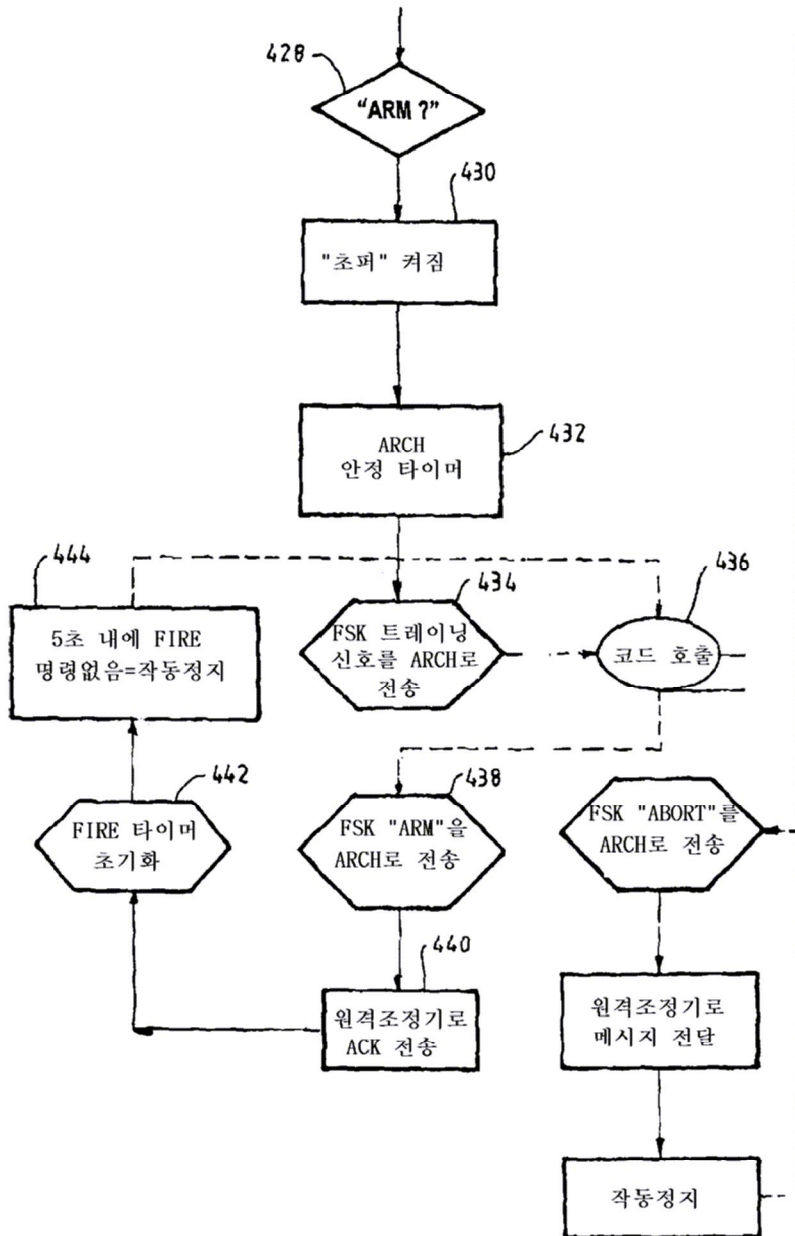 428
"ARM ?"
430
"초퍼" 켜짐
432
ARCH
안정 타이머
444
5초 내에 FIRE
명령없음=작동정지
434
FSK 트레이닝
신호를 ARCH로
전송
436
코드 호출
442
FIRE 타이머
초기화
438
FSK "ARM"을
ARCH로 전송
FSK "ABORT"를
ARCH로 전송
440
원격조정기로
ACK 전송
원격조정기로
메시지 전달
작동정지